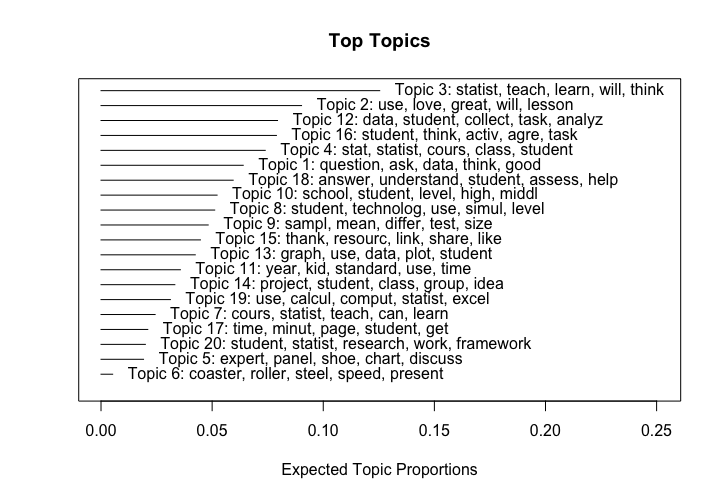 Top Topics
Topic 3: statist, teach, learn, will, think
Topic 2: use, love, great, will, lesson
Topic 12: data, student, collect, task, analyz
Topic 16: student, think, activ, agre, task
Topic 4: stat, statist, cours, class, student
Topic 1: question, ask, data, think, good
Topic 18: answer, understand, student, assess, help
Topic 10: school, student, level, high, middl
Topic 8: student, technolog, use, simul, level
Topic 9: sampl, mean, differ, test, size
Topic 15: thank, resourc, link, share, like
Topic 13: graph, use, data, plot, student
Topic 11: year, kid, standard, use, time
Topic 14: project, student, class, group, idea
Topic 19: use, calcul, comput, statist, excel
Topic 7: cours, statist, teach, can, learn
Topic 17: time, minut, page, student, get
Topic 20: student, statist, research, work, framework
Topic 5: expert, panel, shoe, chart, discuss
Topic 6: coaster, roller, steel, speed, present
0.00 0.05 0.10 0.15 0.20 0.25
Expected Topic Proportions